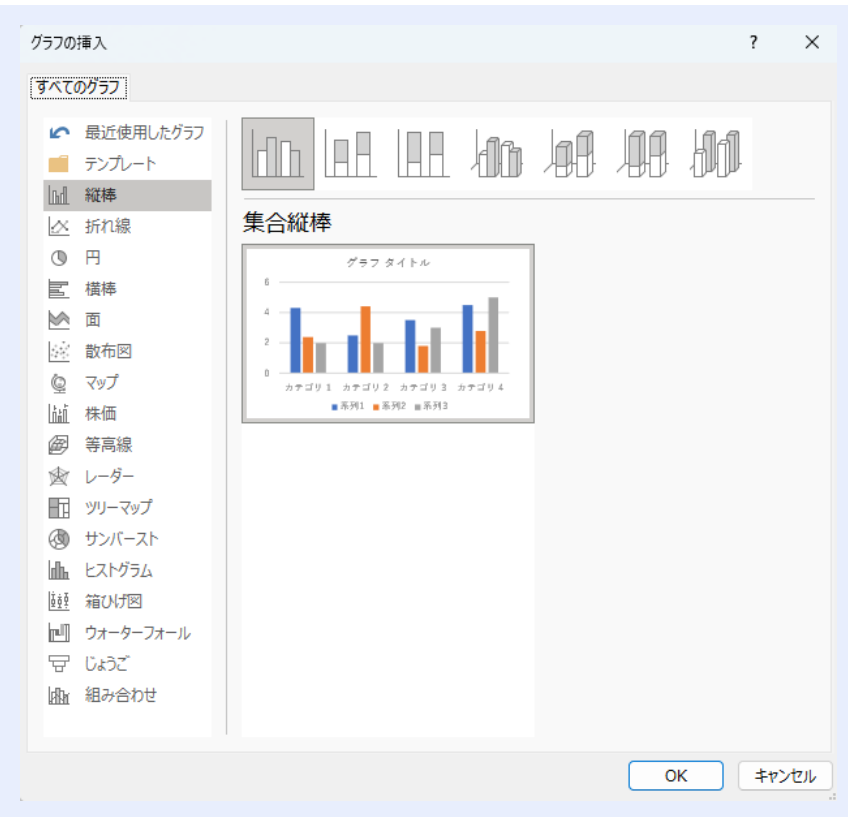 グラフの挿入
?
すべてのグラフ
最近使用したグラフ
テンプレート
縦棒
折れ線
円
横棒
面
散布図
マップ
株価
等高線
レーダー
ツリーマップ
サンバースト
ヒストグラム
箱ひげ図
ウォーターフォール
じょうご
組み合わせ
集合縦棒
グラフ タイトル
6
4
2
0
カテゴリ 1 カテゴリ 2 カテゴリ 3 カテゴリ 4
系列1 系列2 系列3
OK キャンセル